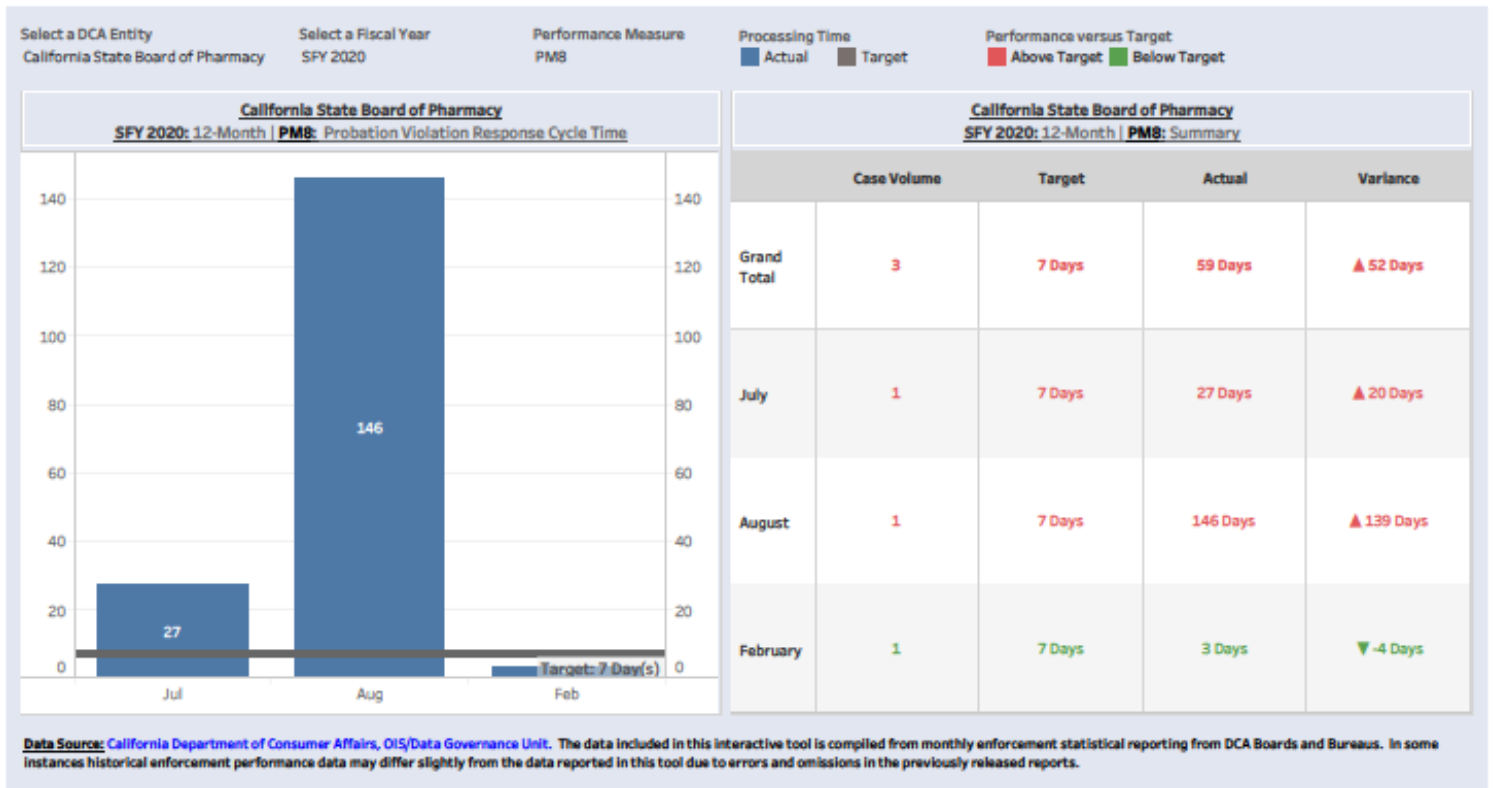 Select a DCA Entity
California State Board of Pharmacy
Select a Fiscal Year
SFY 2020
Performance Measure
PM8
Processing Time
Actual Target
Performance versus Target
Above Target Below Target
California State Board of Pharmacy
SFY 2020: 12-Month | PM8: Probation Violation Response Cycle Time
140 140
120 120
100 100
80 80
60 60
40 40
20 20
0 0
27
146
Target: 7 Day(s)
Jul Aug Feb
California State Board of Pharmacy
SFY 2020: 12-Month | PM8: Summary
Case Volume Target Actual Variance
Grand
Total
3 7 Days 59 Days ▲ 52 Days
July 1 7 Days 27 Days ▲ 20 Days
August 1 7 Days 146 Days ▲ 139 Days
February 1 7 Days 3 Days ▼ -4 Days
Data Source: California Department of Consumer Affairs, OIS/Data Governance Unit. The data included in this interactive tool is compiled from monthly enforcement statistical reporting from DCA Boards and Bureaus. In some
instances historical enforcement performance data may differ slightly from the data reported in this tool due to errors and omissions in the previously released reports.